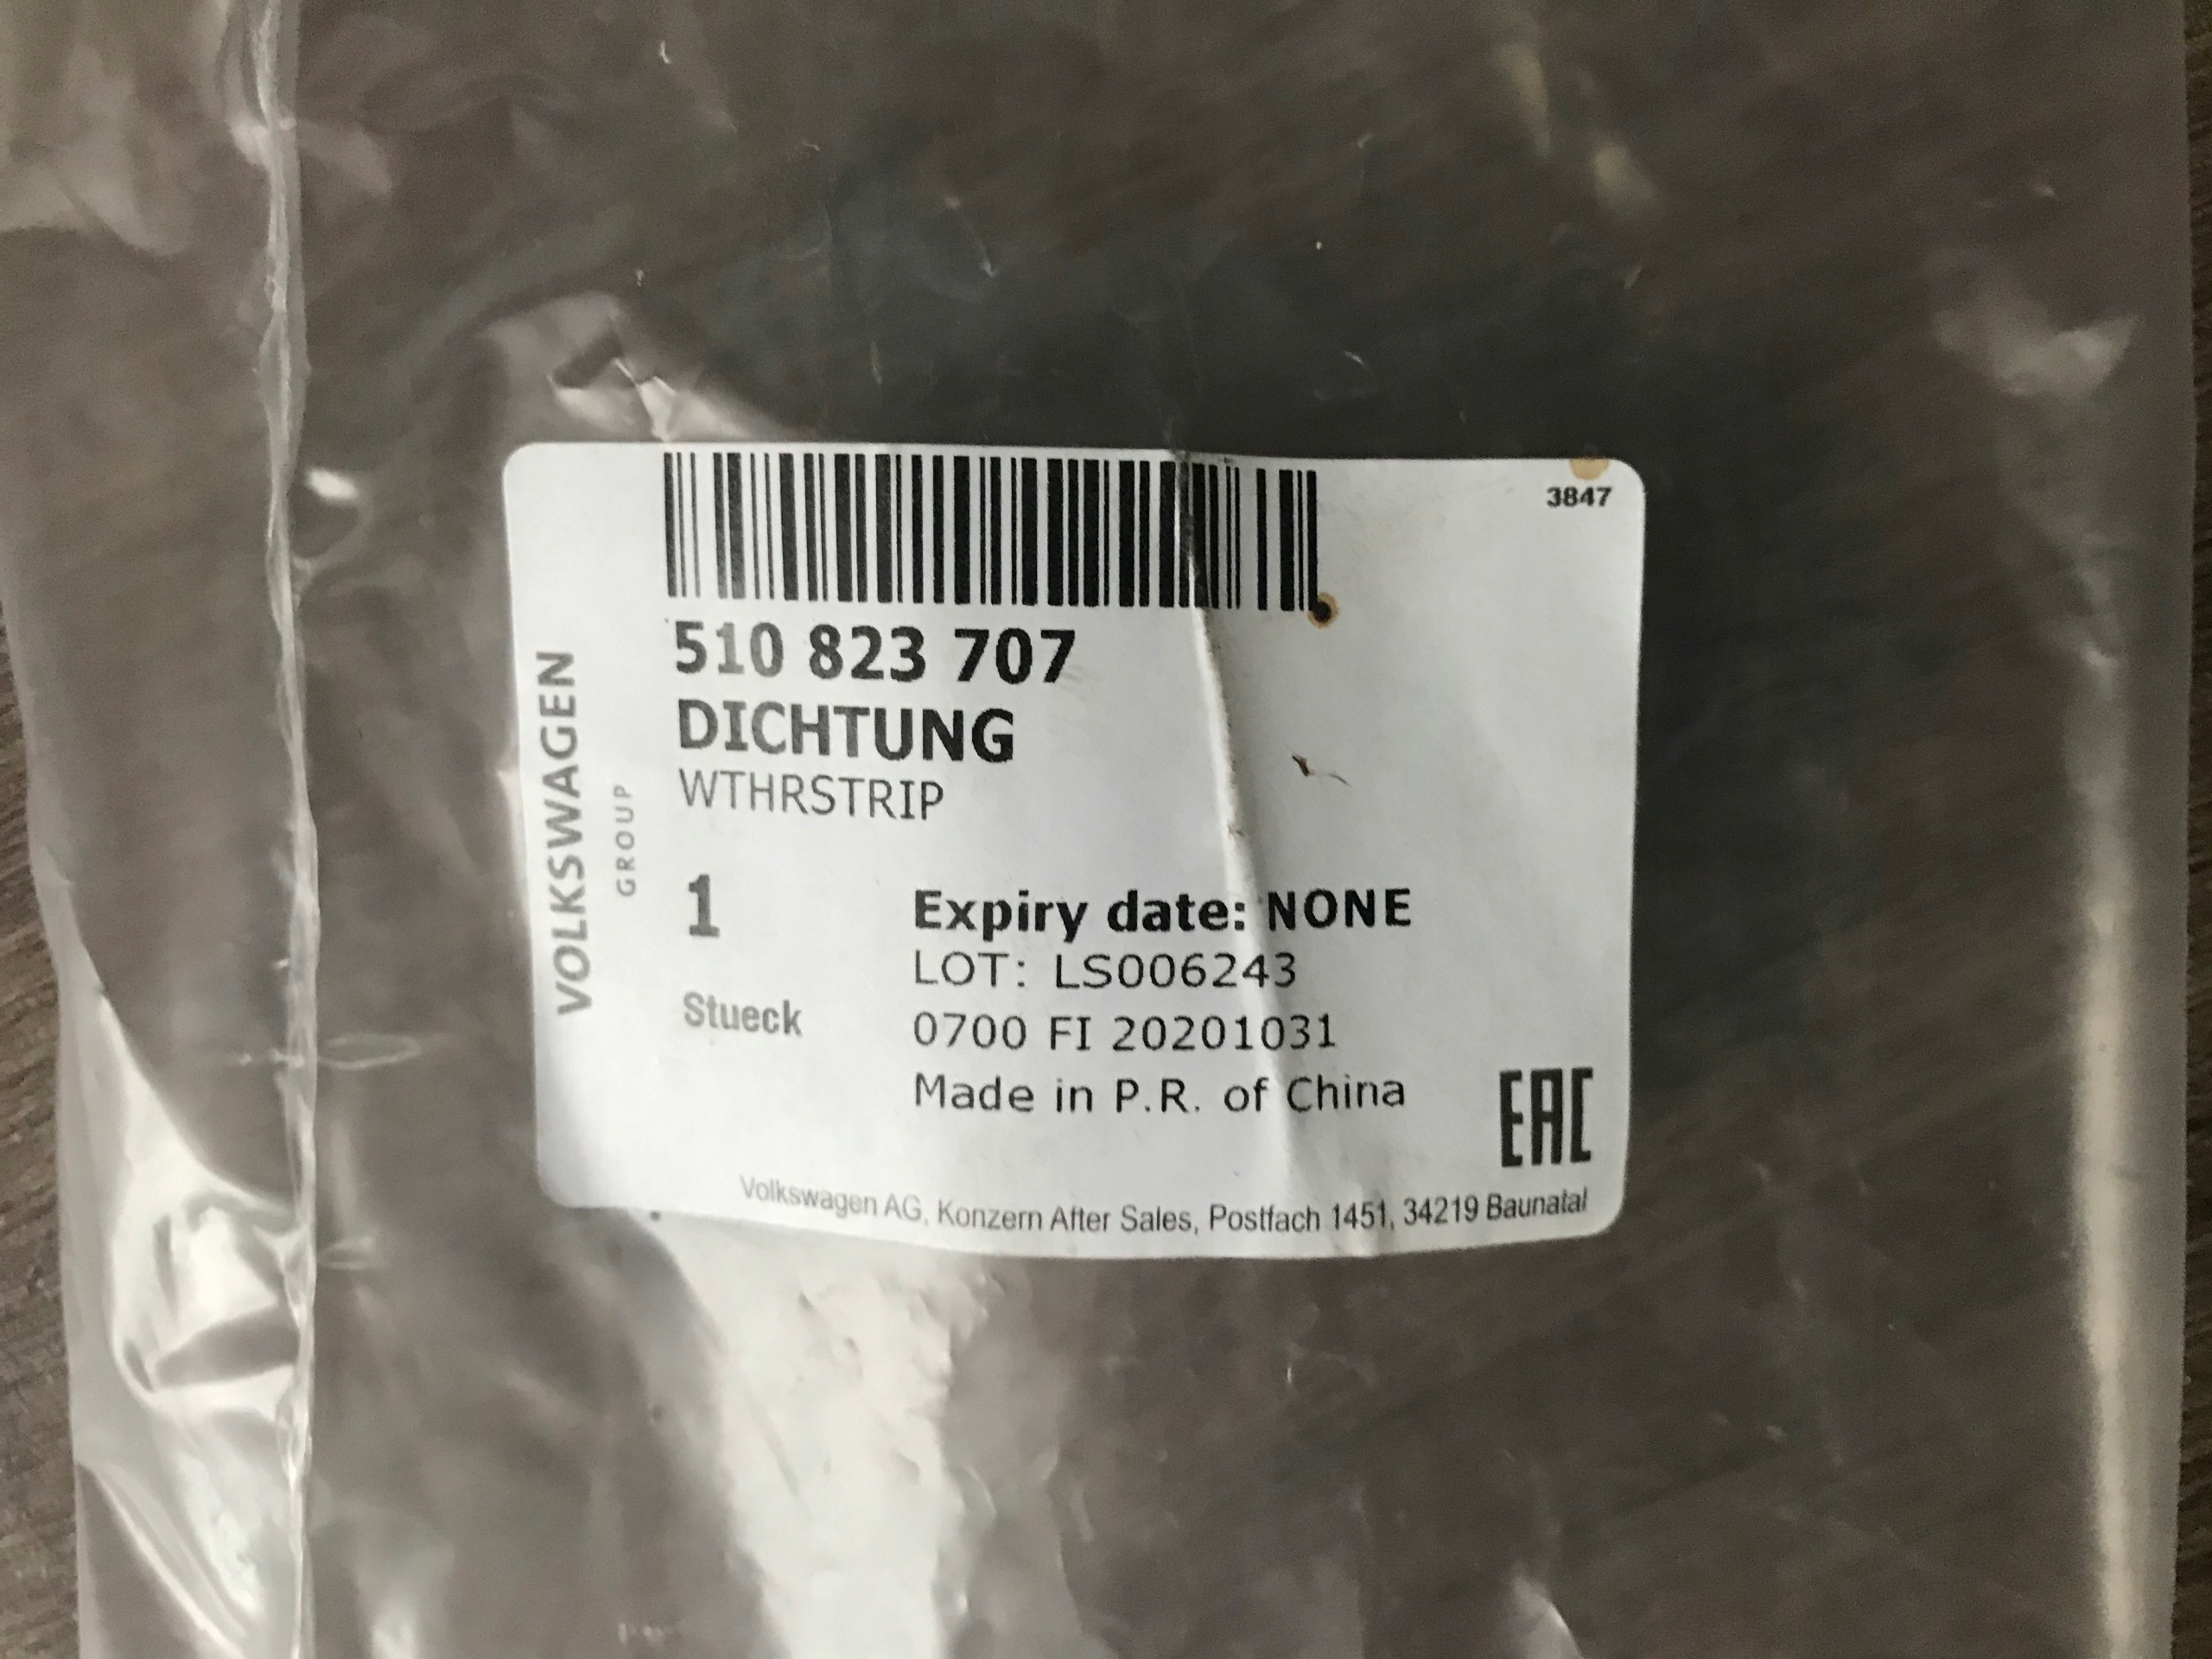 3847
510 823 707
DICHTUNG
WTHRSTRIP
VOLKSWAGEN
GROUP
1
Stueck
Expiry date: NONE
LOT: LS006243
0700 FI 20201031
Made in P.R. of China
EAC
Volkswagen AG, Konzern After Sales, Postfach 1451, 34219 Baunatal